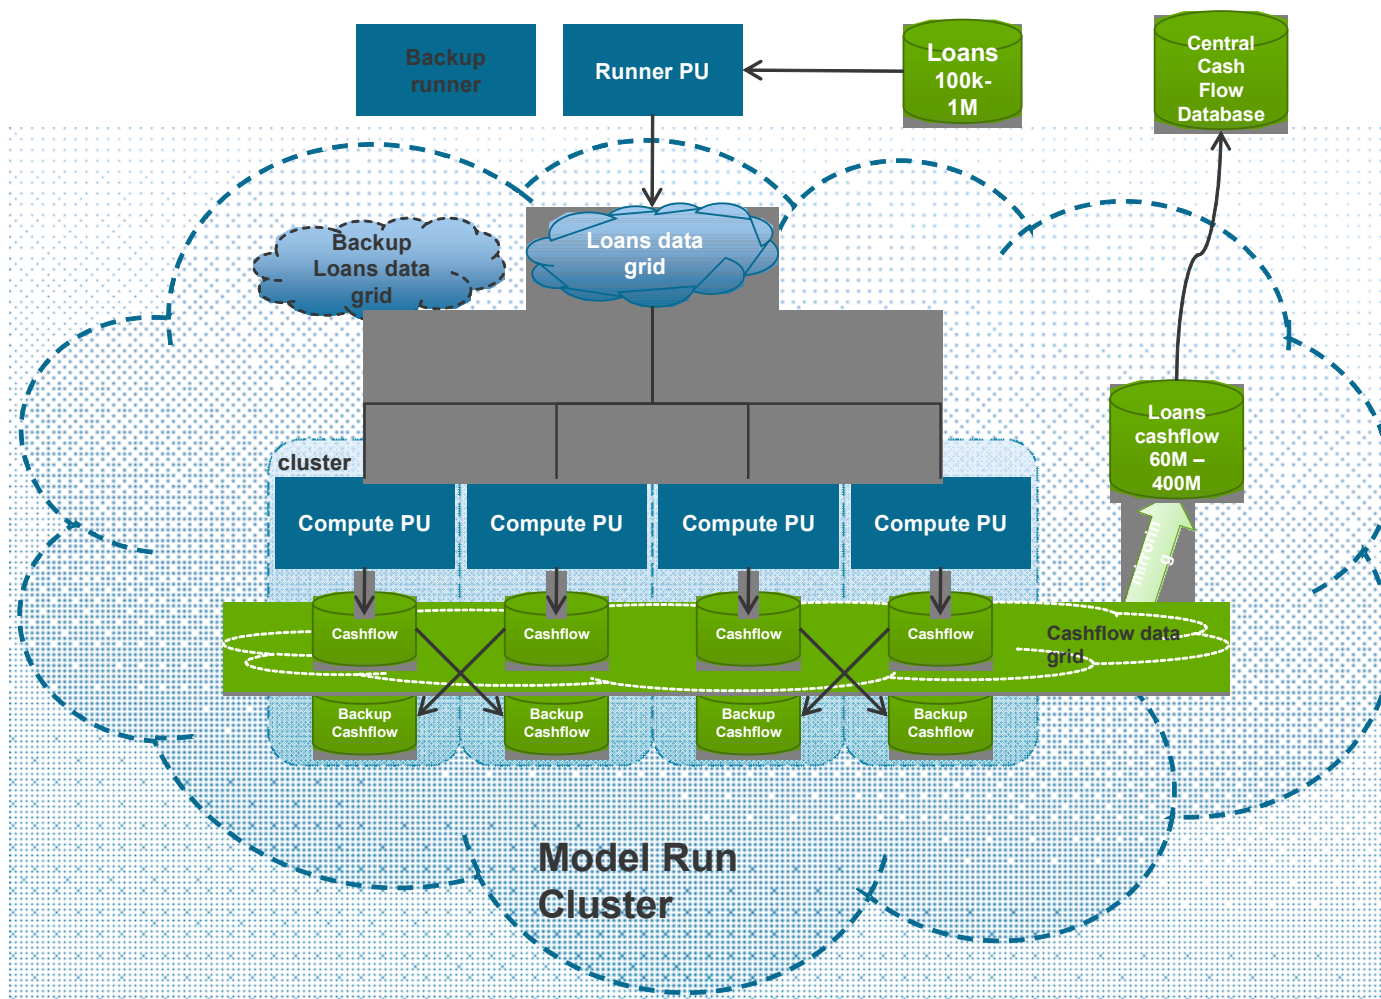 Backup
runner
Runner PU
Loans
100k-
1M
Central
Cash
Flow
Database
Backup
Loans data
grid
Loans data
grid
Loans
cashflow
60M –
400M
cluster
Compute PU
Compute PU
Compute PU
Compute PU
mirrorin
g
Cashflow
Cashflow
Cashflow
Cashflow
Cashflow data
grid
Backup
Cashflow
Backup
Cashflow
Backup
Cashflow
Backup
Cashflow
Model Run
Cluster